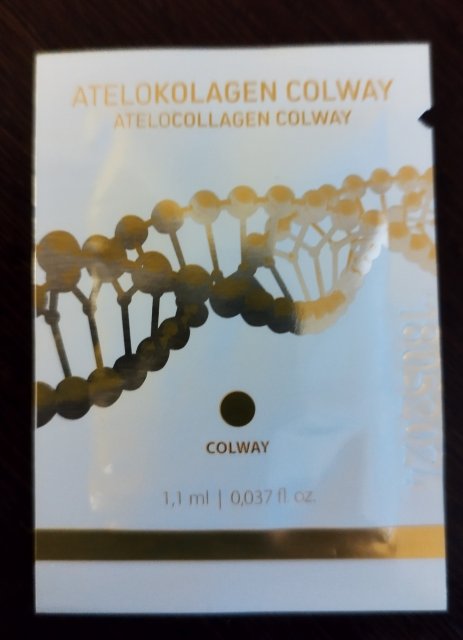 ATELOKOLAGEN COLWAY
ATELOCOLLAGEN COLWAY
COLWAY
1,1 ml | 0,037 fl. oz.